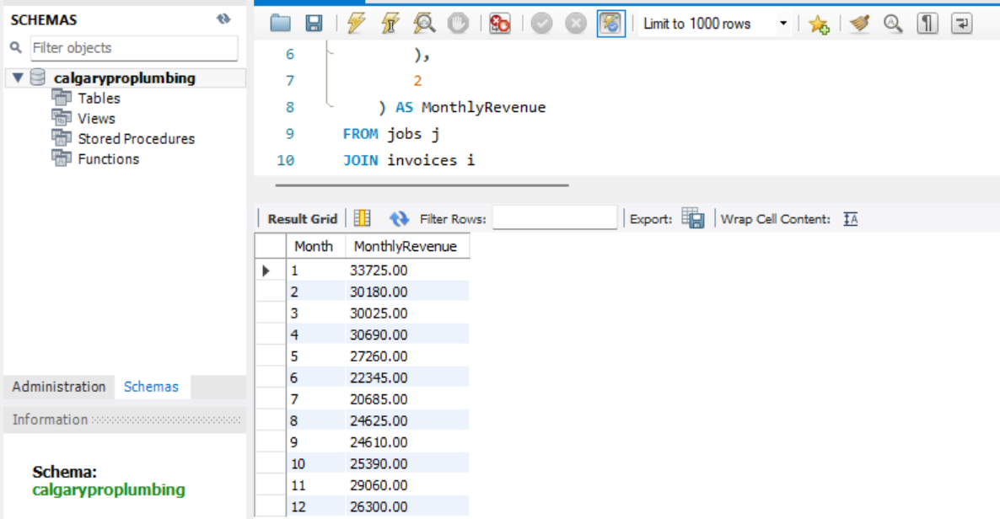 SCHEMAS
Filter objects
calgaryproplumbing
Tables
Views
Stored Procedures
Functions
Administration Schemas
Information
Schema:
calgaryproplumbing
Limit to 1000 rows
6 ),
7 2
8 ) AS MonthlyRevenue
9 FROM jobs j
10 JOIN invoices i
Result Grid Filter Rows: Export: Wrap Cell Content:
Month MonthlyRevenue
1 33725.00
2 30180.00
3 30025.00
4 30690.00
5 27260.00
6 22345.00
7 20685.00
8 24625.00
9 24610.00
10 25390.00
11 29060.00
12 26300.00